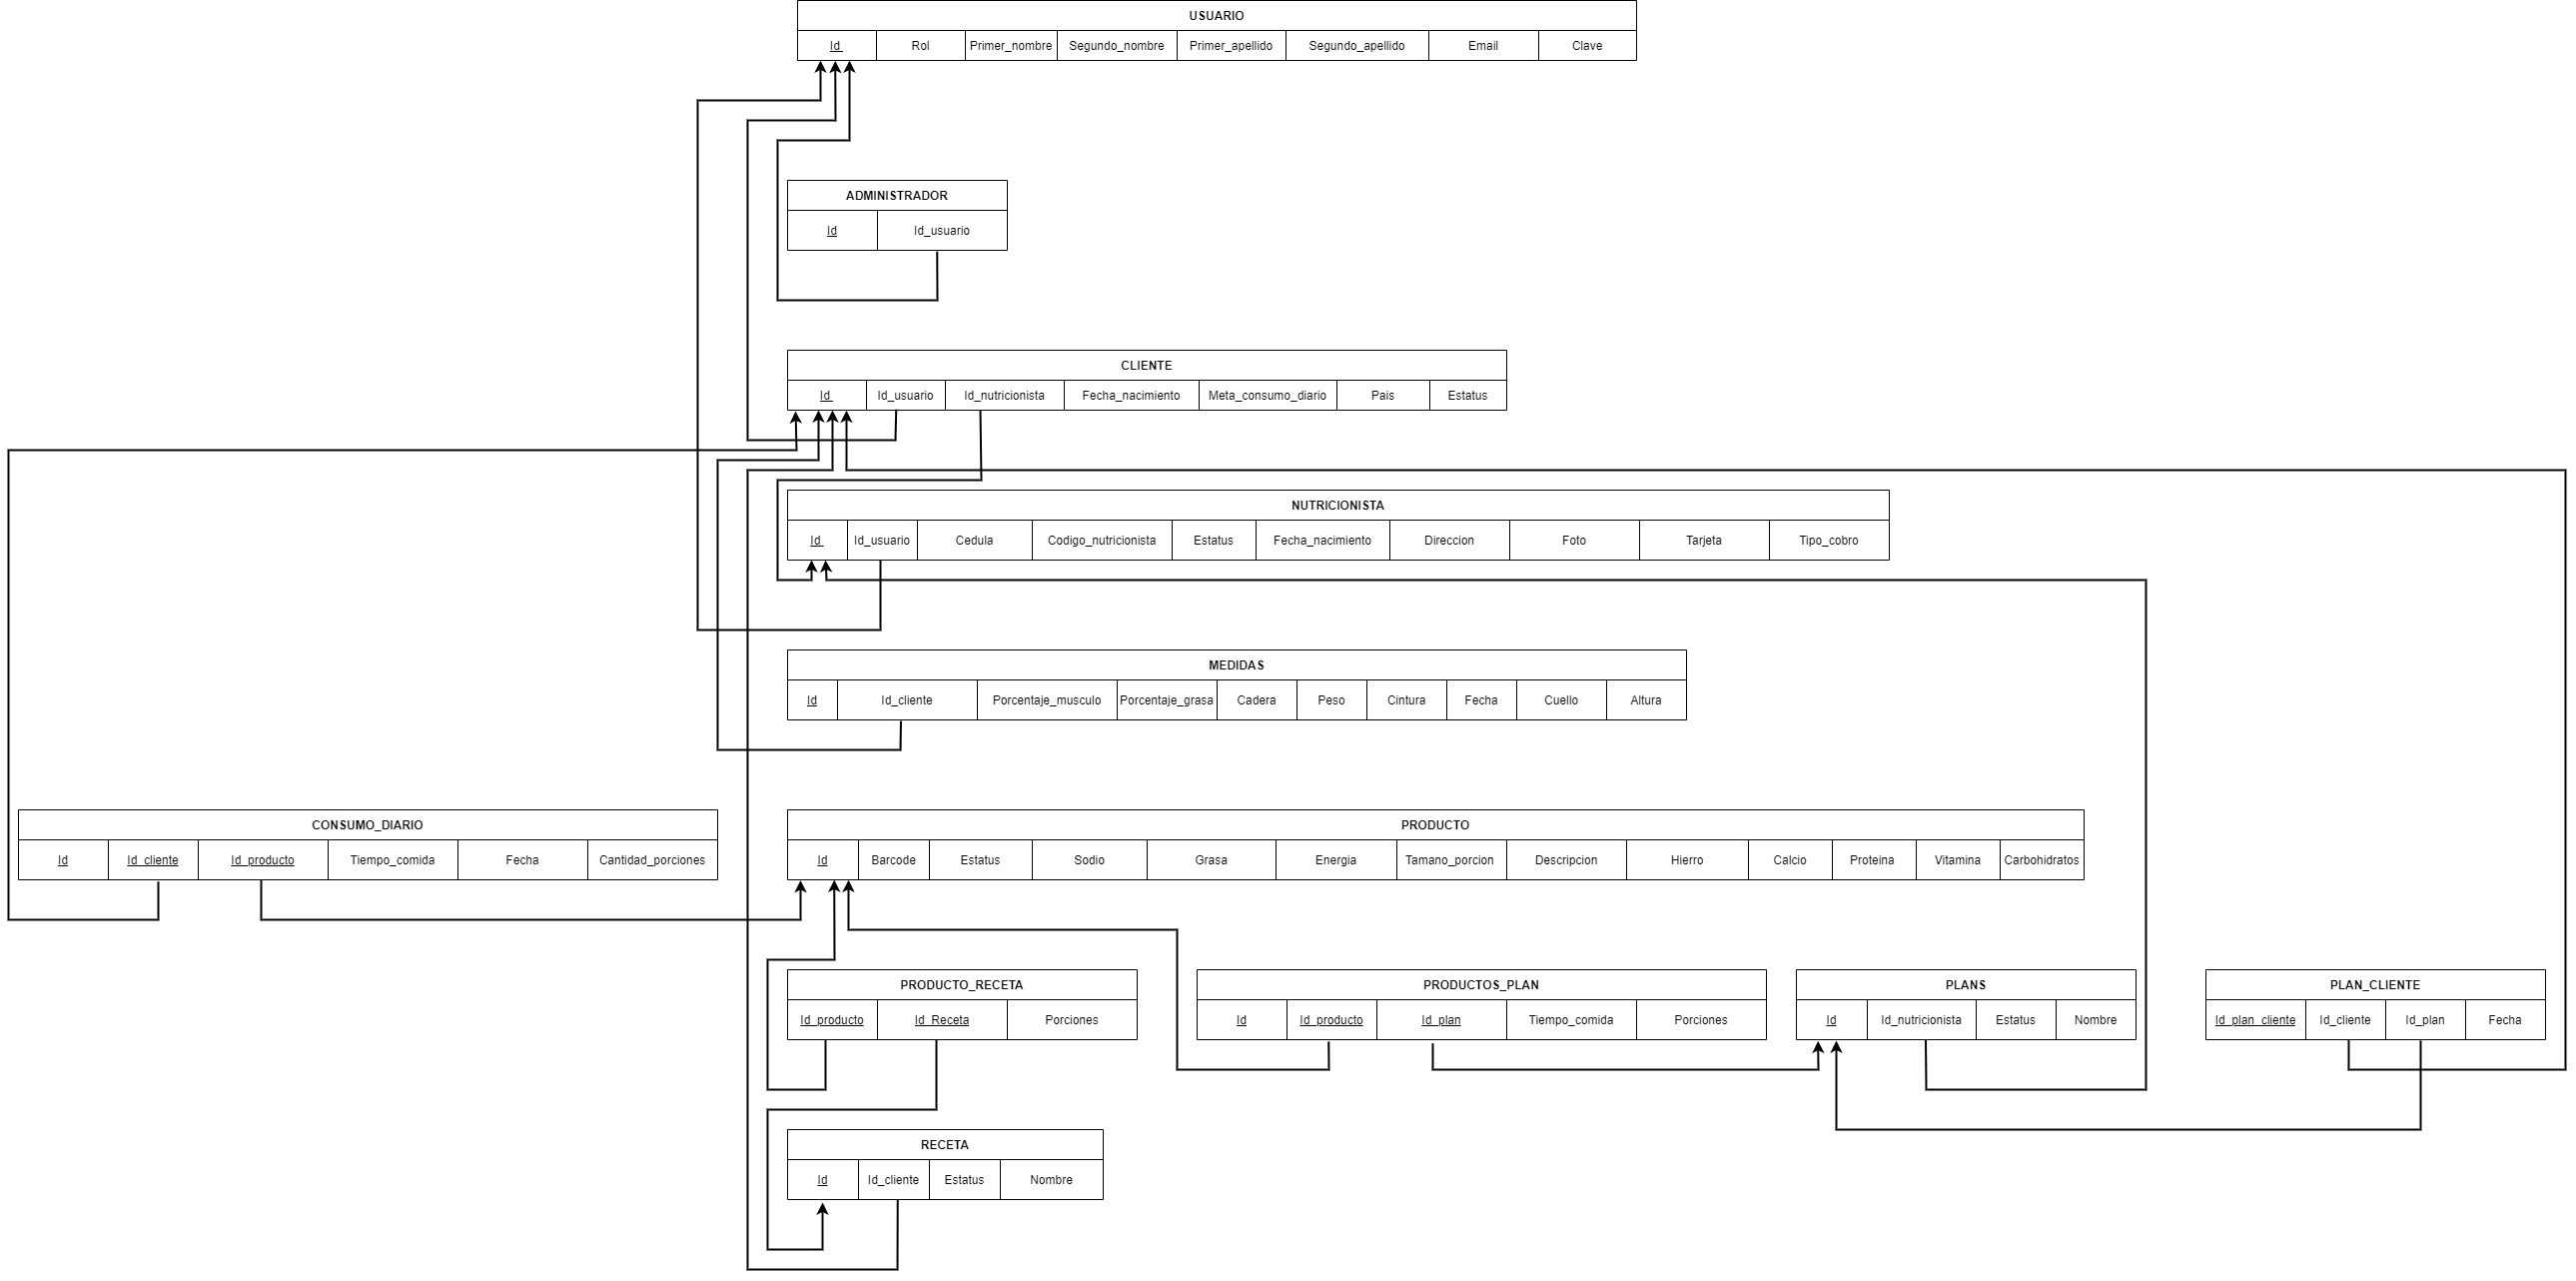 USUARIO
Id Rol Primer_nombre Segundo_nombre Primer_apellido Segundo_apellido Email Clave
ADMINISTRADOR
Id Id_usuario
CLIENTE
Id Id_usuario Id_nutricionista Fecha_nacimiento Meta_consumo_diario Pais Estatus
NUTRICIONISTA
Id Id_usuario Cedula Codigo_nutricionista Estatus Fecha_nacimiento Direccion Foto Tarjeta Tipo_cobro
MEDIDAS
Id Id_cliente Porcentaje_musculo Porcentaje_grasa Cadera Peso Cintura Fecha Cuello Altura
CONSUMO_DIARIO
Id Id_cliente Id_producto Tiempo_comida Fecha Cantidad_porciones
PRODUCTO
Id Barcode Estatus Sodio Grasa Energia Tamano_porcion Descripcion Hierro Calcio Proteina Vitamina Carbohidratos
PRODUCTO_RECETA
Id_producto Id_Receta Porciones
PRODUCTOS_PLAN
Id Id_producto Id_plan Tiempo_comida Porciones
PLANS
Id Id_nutricionista Estatus Nombre
PLAN_CLIENTE
Id_plan_cliente Id_cliente Id_plan Fecha
RECETA
Id Id_cliente Estatus Nombre